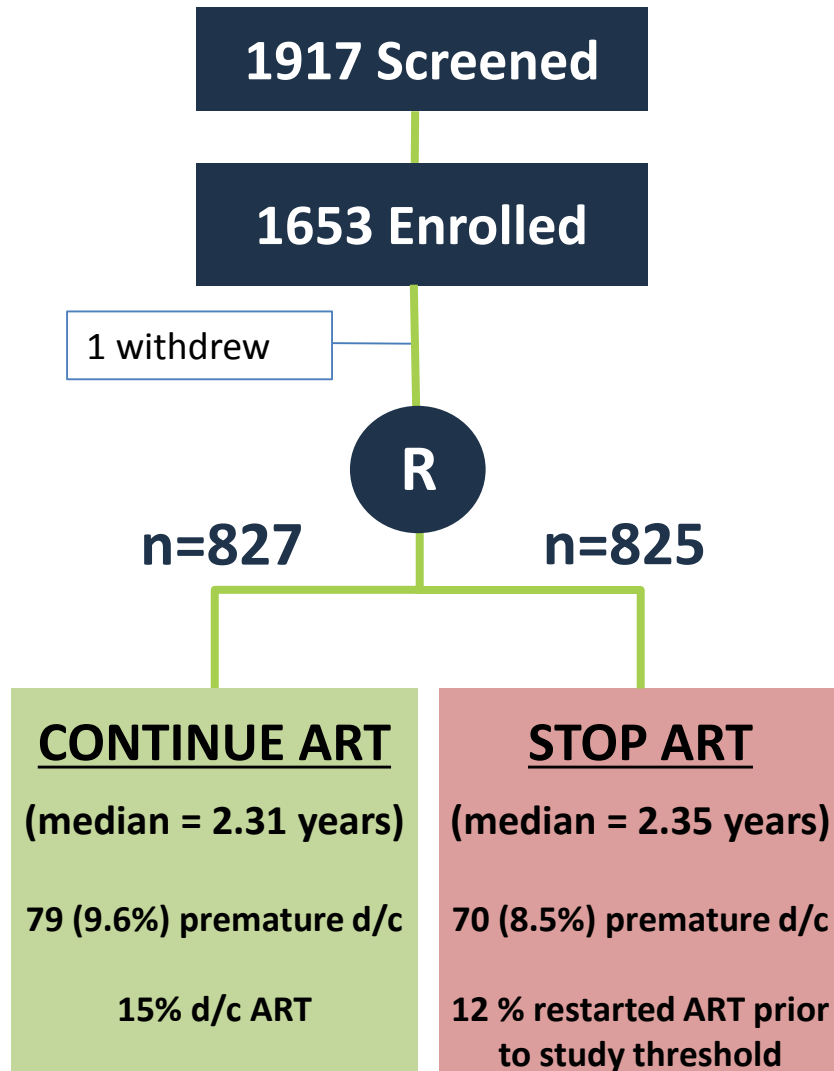 1917 Screened
1653 Enrolled
1 withdrew
R
n=827
n=825
CONTINUE ART
(median = 2.31 years)
79 (9.6%) premature d/c
15% d/c ART
STOP ART
(median = 2.35 years)
70 (8.5%) premature d/c
12 % restarted ART prior
to study threshold